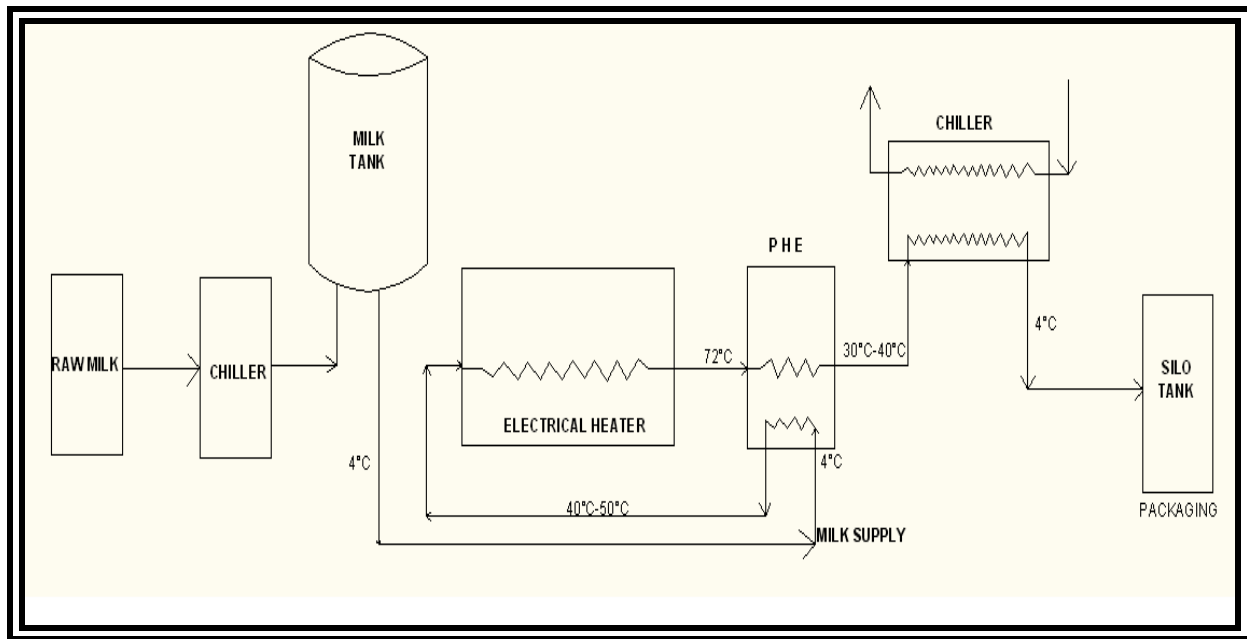 MILK
TANK
CHILLER
PHE
RAW MILK
CHILLER
72°C
30°C-40°C
4°C
SILO
TANK
ELECTRICAL HEATER
4°C
4°C
40°C-50°C
MILK SUPPLY
PACKAGING